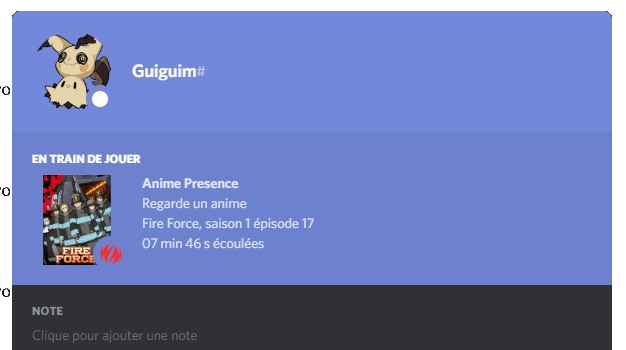 Guiguim#
EN TRAIN DE JOUER
Anime Presence
Regarde un anime
Fire Force, saison 1 épisode 17
07 min 46 s écoulées
FIRE
FORCE
NOTE
Clique pour ajouter une note